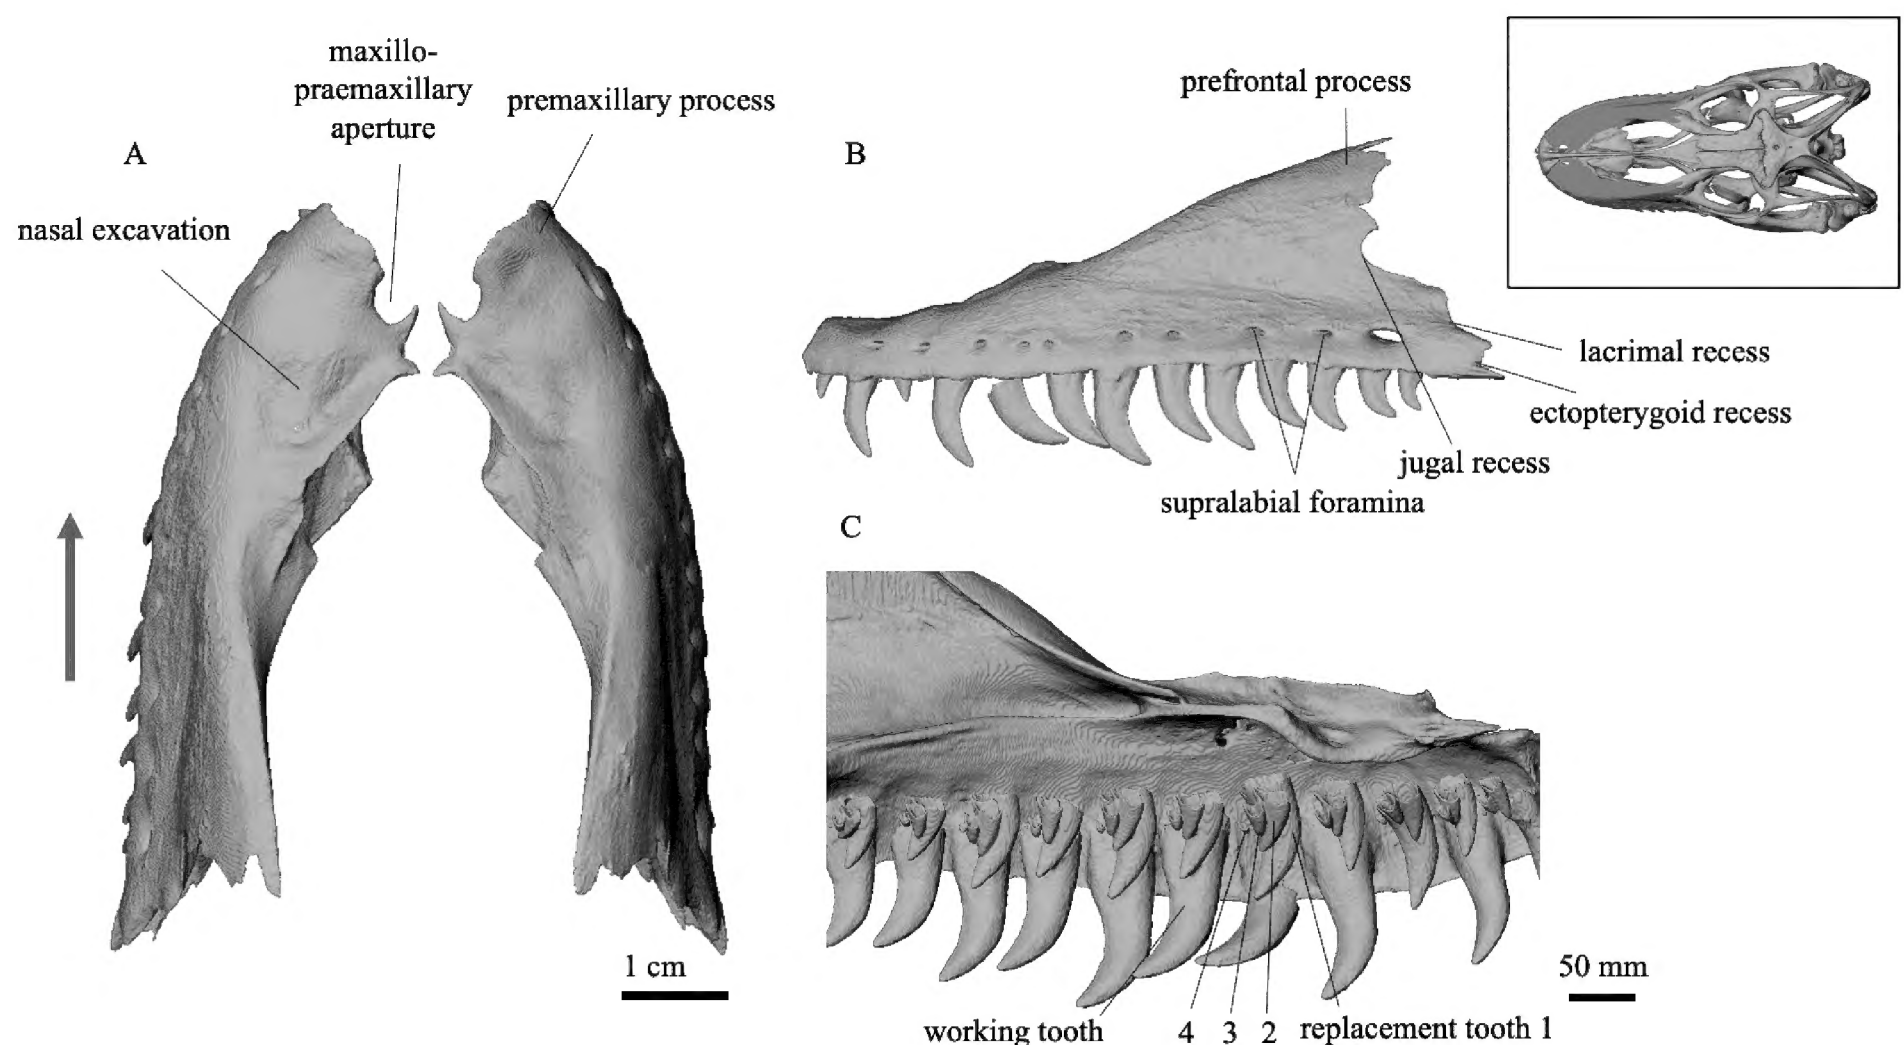 A
maxillo-
praemaxillary
aperture
premaxillary process
nasal excavation
1 cm
B
prefrontal process
lacrimal recess
ectopterygoid recess
jugal recess
supralabial foramina
C
50 mm
working tooth
4 3 2 replacement tooth 1